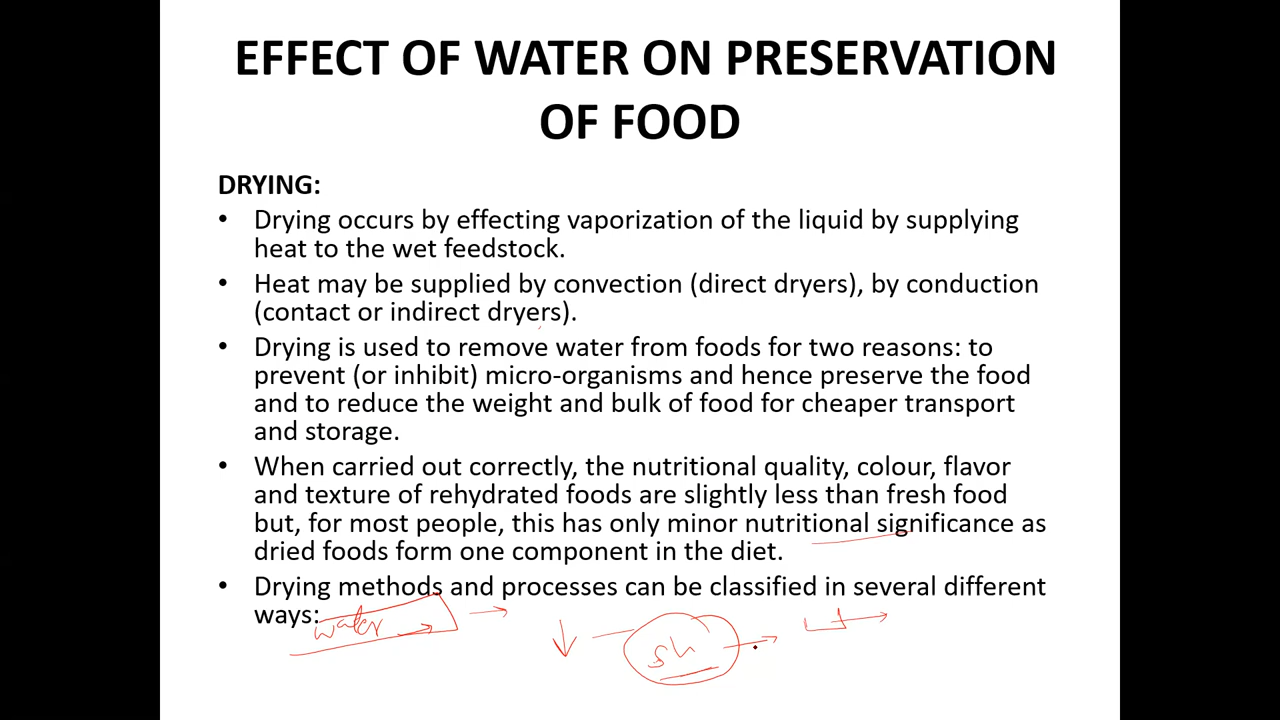 EFFECT OF WATER ON PRESERVATION
OF FOOD
DRYING:
• Drying occurs by effecting vaporization of the liquid by supplying
heat to the wet feedstock.
• Heat may be supplied by convection (direct dryers), by conduction
(contact or indirect dryers).
• Drying is used to remove water from foods for two reasons: to
prevent (or inhibit) micro-organisms and hence preserve the food
and to reduce the weight and bulk of food for cheaper transport
and storage.
• When carried out correctly, the nutritional quality, colour, flavor
and texture of rehydrated foods are slightly less than fresh food
but, for most people, this has only minor nutritional significance as
dried foods form one component in the diet.
• Drying methods and processes can be classified in several different
ways:
water